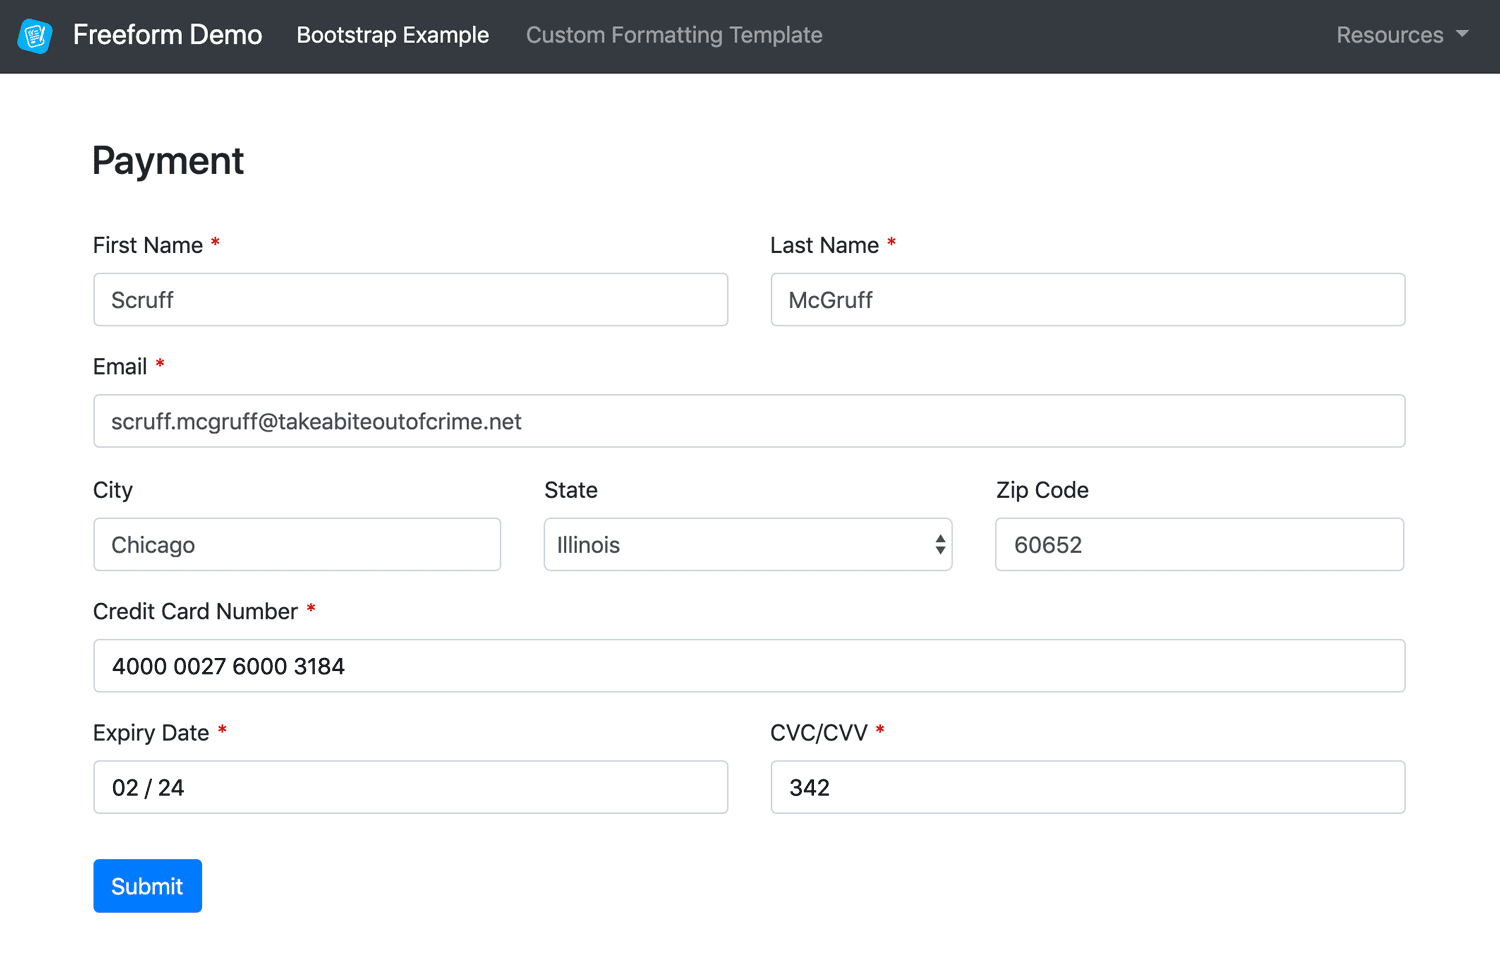 Freeform Demo Bootstrap Example Custom Formatting Template Resources
Payment
First Name * Last Name *
Scruff McGruff
Email *
scruff.mcgruff@takeabiteoutofcrime.net
City State Zip Code
Chicago Illinois 60652
Credit Card Number *
4000 0027 6000 3184
Expiry Date * CVC/CVV *
02 / 24 342
Submit